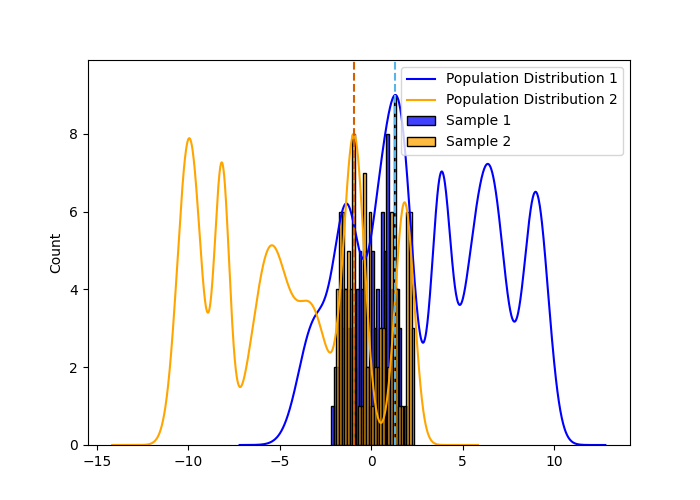 Population Distribution 1
Population Distribution 2
Sample 1
Sample 2
Count
8
6
4
2
0
−15
−10
−5
0
5
10